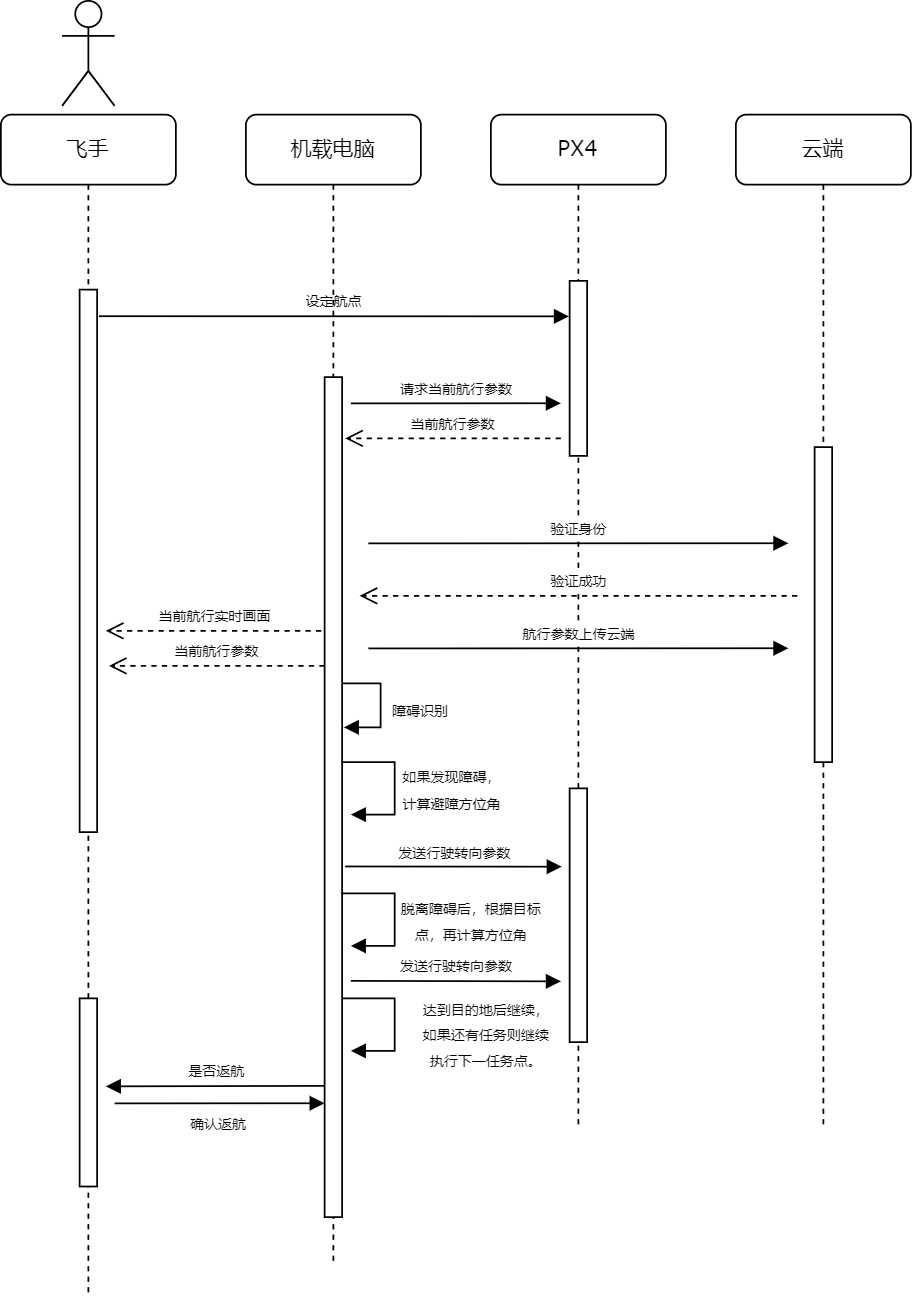 飞手
机载电脑
PX4
云端
设定航点
请求当前航行参数
当前航行参数
验证身份
验证成功
当前航行实时画面
航行参数上传云端
当前航行参数
障碍识别
如果发现障碍，
计算避障方位角
发送行驶转向参数
脱离障碍后，根据目标
点，再计算方位角
发送行驶转向参数
达到目的地后继续，
如果还有任务则继续
执行下一任务点。
是否返航
确认返航